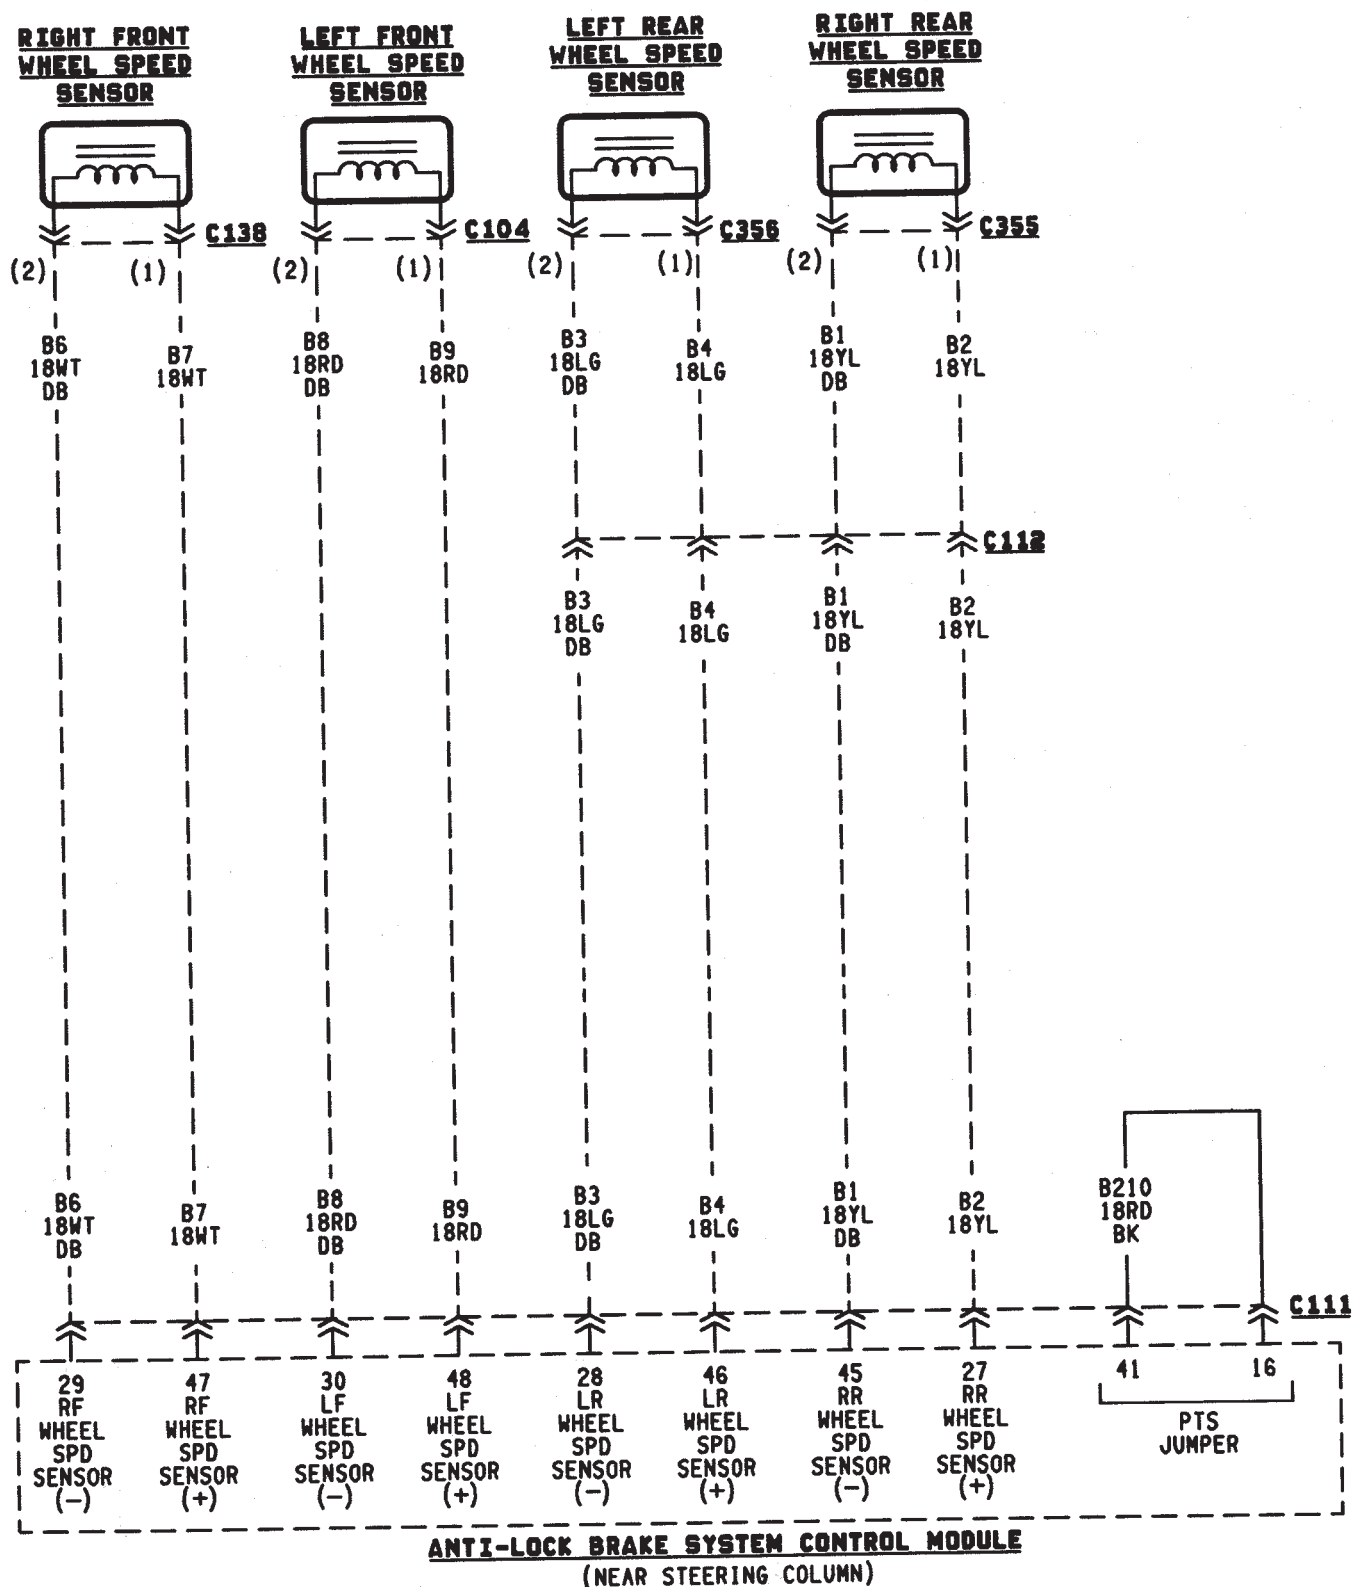 RIGHT FRONT
WHEEL SPEED
SENSOR
LEFT FRONT
WHEEL SPEED
SENSOR
LEFT REAR
WHEEL SPEED
SENSOR
RIGHT REAR
WHEEL SPEED
SENSOR
C138
C104
C356
C355
(2)
(1)
(2)
(1)
(2)
(1)
(2)
(1)
B6
18WT
DB
B7
18WT
B8
18RD
DB
B9
18RD
B3
18LG
DB
B4
18LG
B1
18YL
DB
B2
18YL
C112
B3
18LG
DB
B4
18LG
B1
18YL
DB
B2
18YL
B6
18WT
DB
B7
18WT
B8
18RD
DB
B9
18RD
B3
18LG
DB
B4
18LG
B1
18YL
DB
B2
18YL
B210
18RD
BK
C111
29
RF
WHEEL
SPD
SENSOR
(-)
47
RF
WHEEL
SPD
SENSOR
(+)
30
LF
WHEEL
SPD
SENSOR
(-)
48
LF
WHEEL
SPD
SENSOR
(+)
28
LR
WHEEL
SPD
SENSOR
(-)
46
LR
WHEEL
SPD
SENSOR
(+)
45
RR
WHEEL
SPD
SENSOR
(-)
27
RR
WHEEL
SPD
SENSOR
(+)
41
16
PTS
JUMPER
ANTI-LOCK BRAKE SYSTEM CONTROL MODULE
(NEAR STEERING COLUMN)